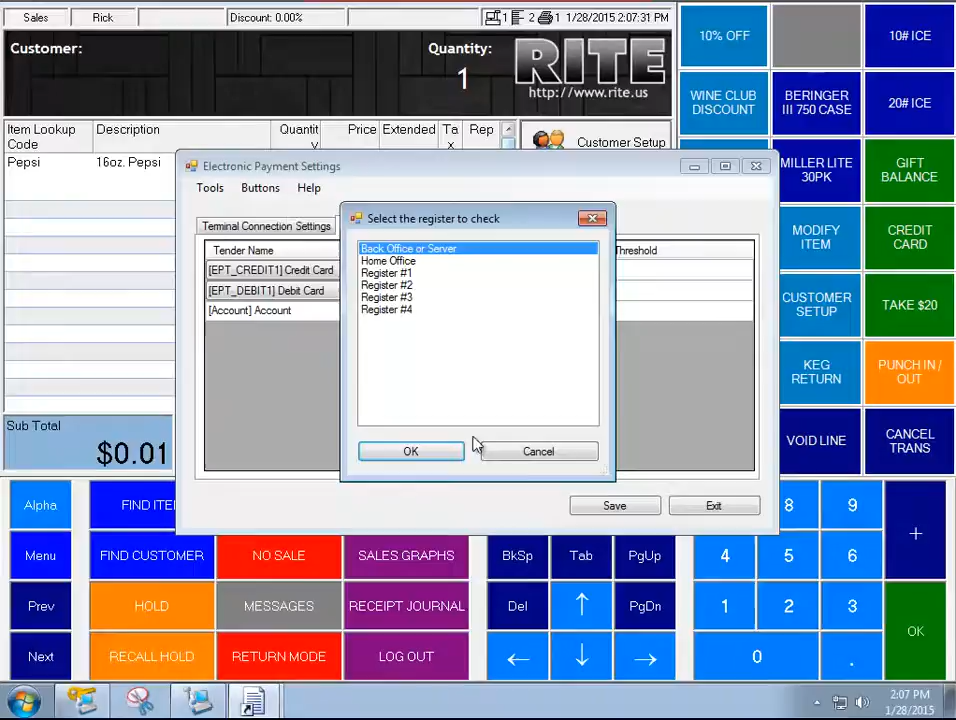 Sales
Rick
Discount: 0.00%
1
2
1
1/28/2015 2:07:31 PM
Customer:
Quantity:
1
RITE
http://www.rite.us
Item Lookup Code
Description
Quantit y
Price
Extended
Ta x
Rep
Customer Setup
Pepsi
16oz. Pepsi
Electronic Payment Settings
Tools
Buttons
Help
Terminal Connection Settings
Tender Name
Threshold
[EPT_CREDIT1] Credit Card
[EPT_DEBIT1] Debit Card
[Account] Account
Select the register to check
Back Office or Server
Home Office
Register #1
Register #2
Register #3
Register #4
OK
Cancel
Save
Exit
Sub Total
$0.01
10% OFF
10# ICE
WINE CLUB
DISCOUNT
BERINGER
III 750 CASE
20# ICE
MILLER LITE
30PK
GIFT
BALANCE
MODIFY
ITEM
CREDIT
CARD
CUSTOMER
SETUP
TAKE $20
KEG
RETURN
PUNCH IN /
OUT
VOID LINE
CANCEL
TRANS
Alpha
FIND ITE
8
9
+
Menu
FIND CUSTOMER
NO SALE
SALES GRAPHS
BkSp
Tab
PgUp
4
5
6
Prev
HOLD
MESSAGES
RECEIPT JOURNAL
Del
↑
PgDn
1
2
3
OK
Next
RECALL HOLD
RETURN MODE
LOG OUT
←
↓
→
0
.
2:07 PM
1/28/2015